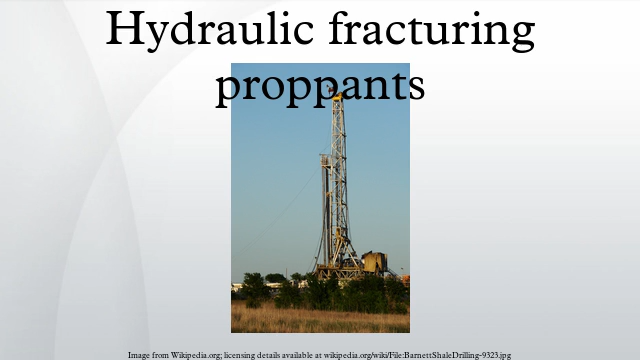 Hydraulic fracturing
proppants
Image from Wikipedia.org; licensing details available at wikipedia.org/wiki/File:BarnettShaleDrilling-9323.jpg